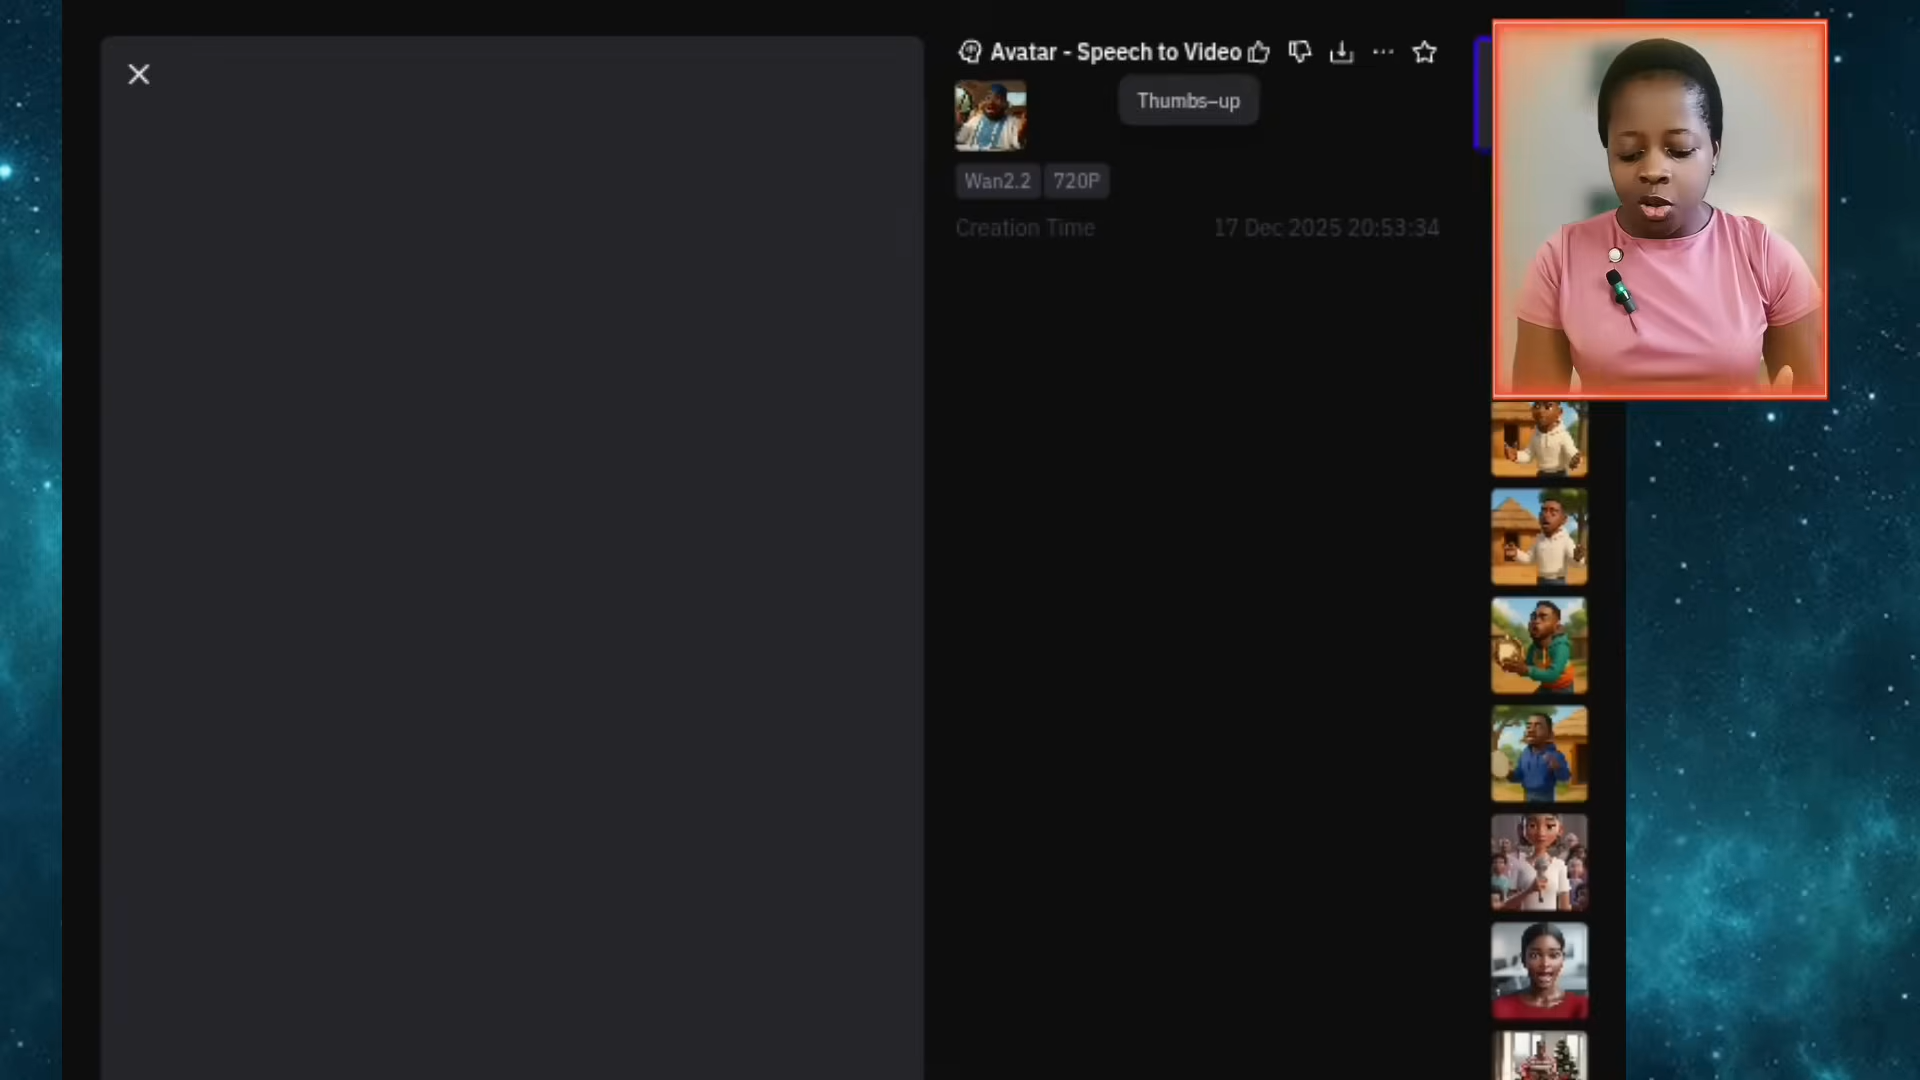 Avatar - Speech to Video
Thumbs-up
Wan2.2 720P
Creation Time 17 Dec 2025 20:53:34